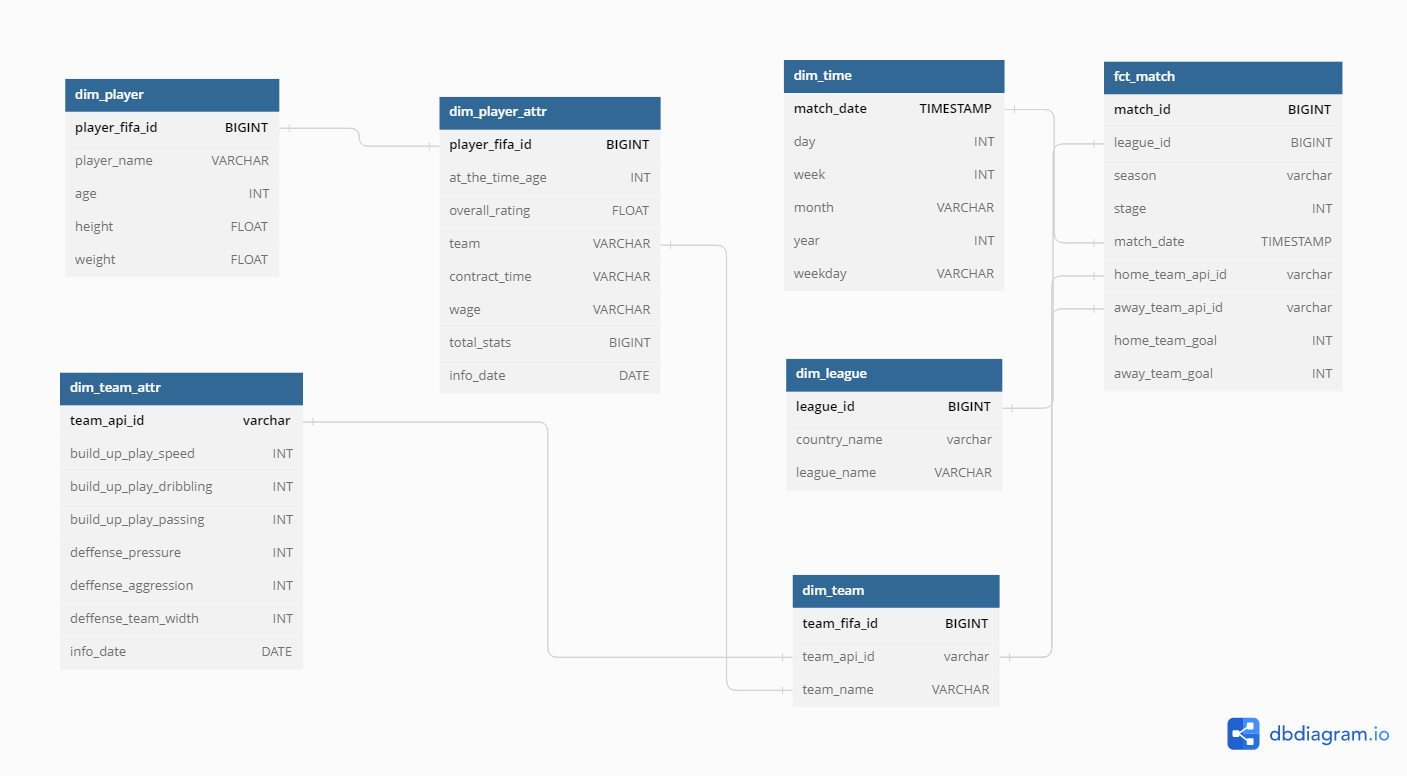 dim_player
player_fifa_id BIGINT
player_name VARCHAR
age INT
height FLOAT
weight FLOAT
dim_player_attr
player_fifa_id BIGINT
at_the_time_age INT
overall_rating FLOAT
team VARCHAR
contract_time VARCHAR
wage VARCHAR
total_stats BIGINT
info_date DATE
dim_time
match_date TIMESTAMP
day INT
week INT
month VARCHAR
year INT
weekday VARCHAR
fct_match
match_id BIGINT
league_id BIGINT
season varchar
stage INT
match_date TIMESTAMP
home_team_api_id varchar
away_team_api_id varchar
home_team_goal INT
away_team_goal INT
dim_team_attr
team_api_id varchar
build_up_play_speed INT
build_up_play_dribbling INT
build_up_play_passing INT
deffense_pressure INT
deffense_aggression INT
deffense_team_width INT
info_date DATE
dim_league
league_id BIGINT
country_name varchar
league_name VARCHAR
dim_team
team_fifa_id BIGINT
team_api_id varchar
team_name VARCHAR
dbdiagram.io